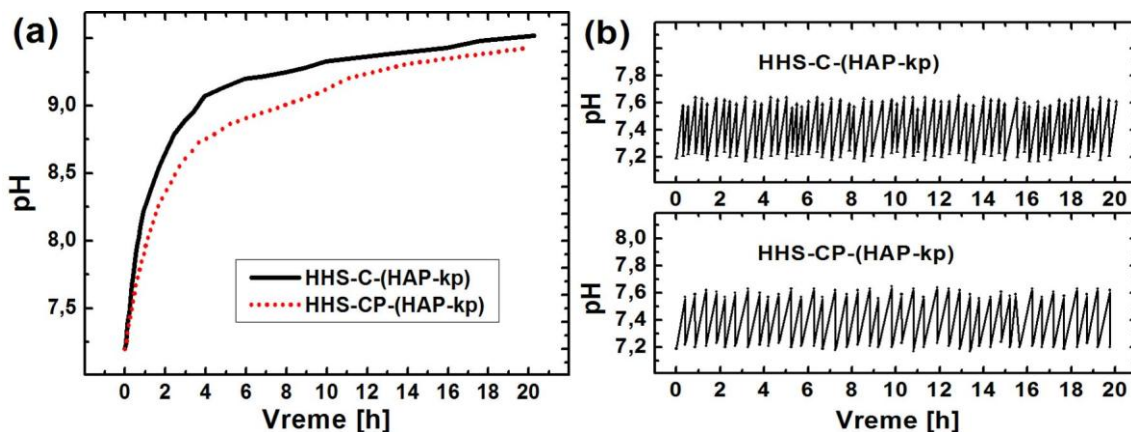 (a)
pH
9,0
8,5
8,0
7,5
HHS-C-(HAP-kp)
HHS-CP-(HAP-kp)
0 2 4 6 8 10 12 14 16 18 20
Vreme [h]
(b)
HHS-C-(HAP-kp)
pH
7,8
7,6
7,4
7,2
0 2 4 6 8 10 12 14 16 18 20
HHS-CP-(HAP-kp)
pH
8,0
7,8
7,6
7,4
7,2
0 2 4 6 8 10 12 14 16 18 20
Vreme [h]